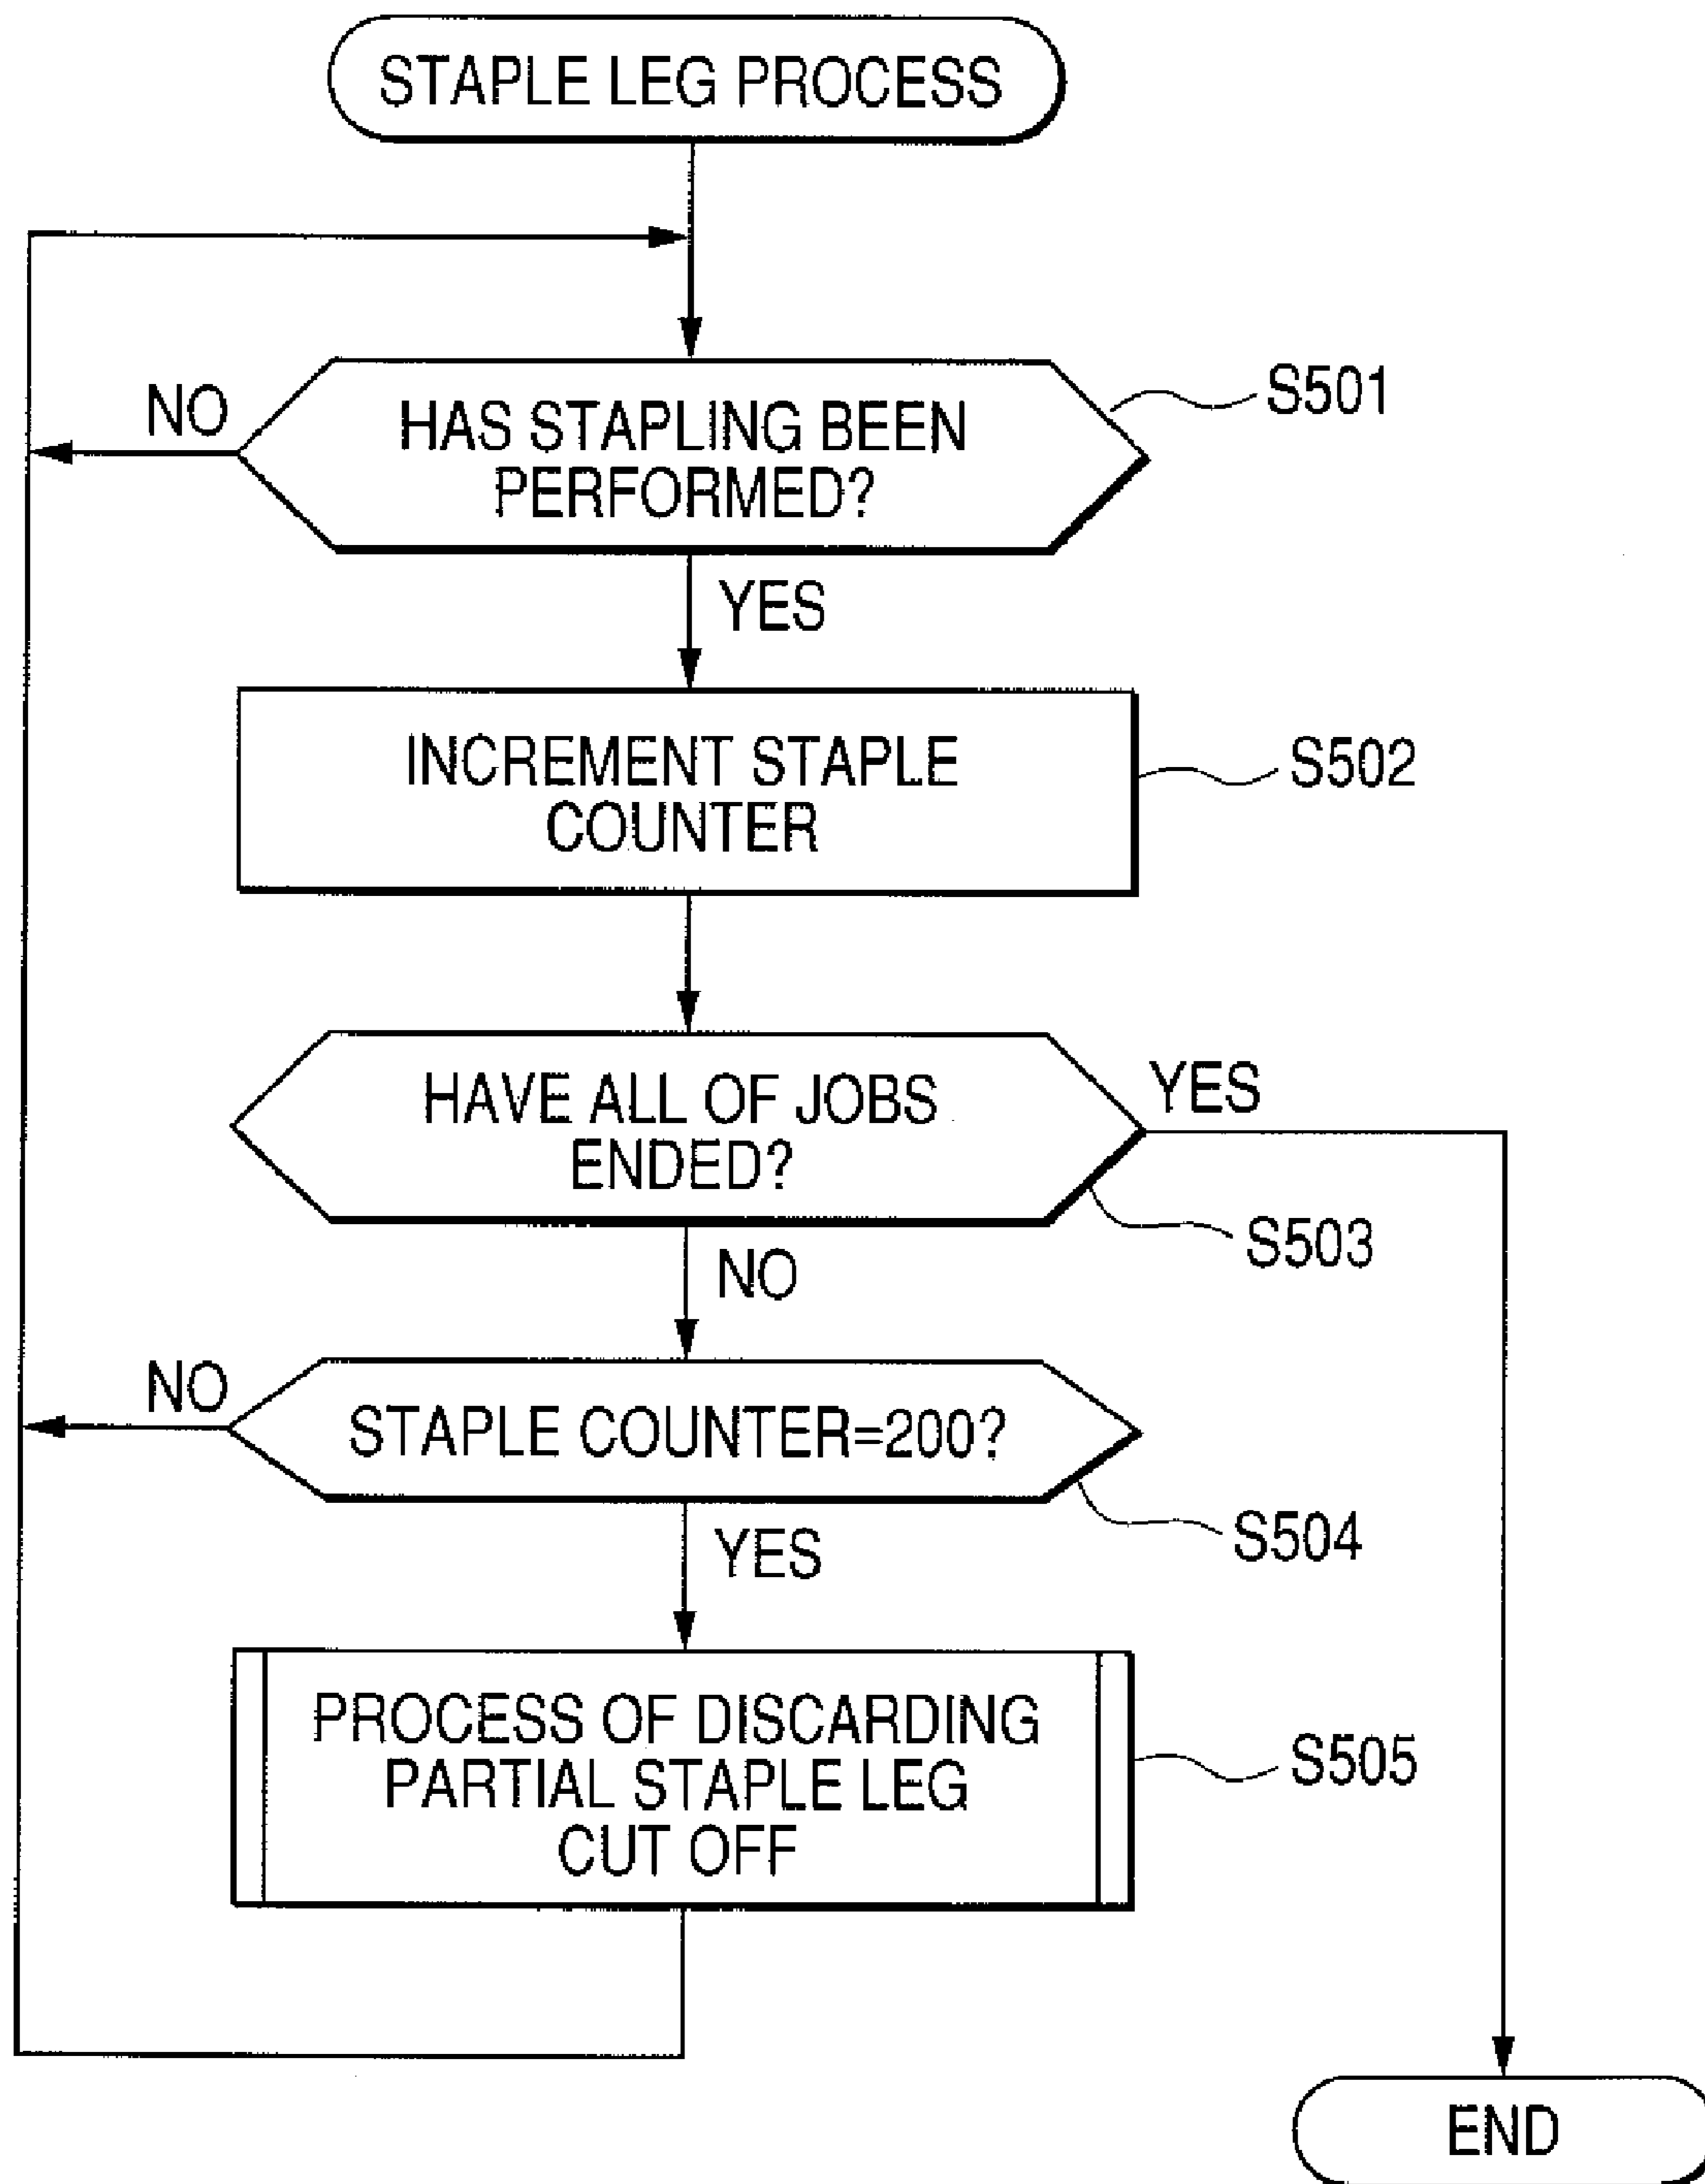 STAPLE LEG PROCESS
NO
HAS STAPLING BEEN
PERFORMED?
S501
YES
INCREMENT STAPLE
COUNTER
S502
HAVE ALL OF JOBS
ENDED?
YES
S503
NO
NO
STAPLE COUNTER=200?
S504
YES
PROCESS OF DISCARDING
PARTIAL STAPLE LEG
CUT OFF
S505
END